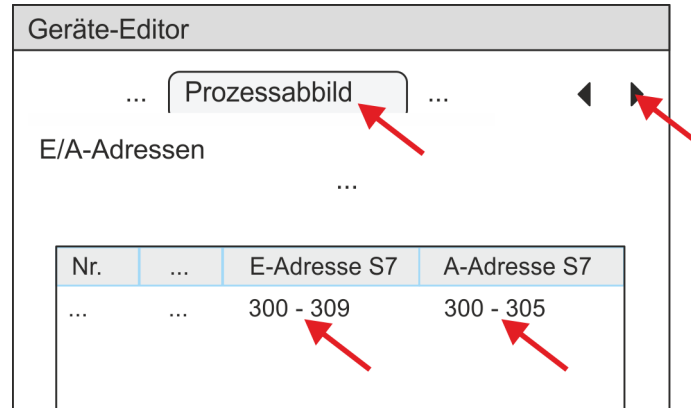 Geräte-Editor
... Prozessabbild ...
E/A-Adressen
...
Nr. ... E-Adresse S7 A-Adresse S7
... ... 300 - 309 300 - 305